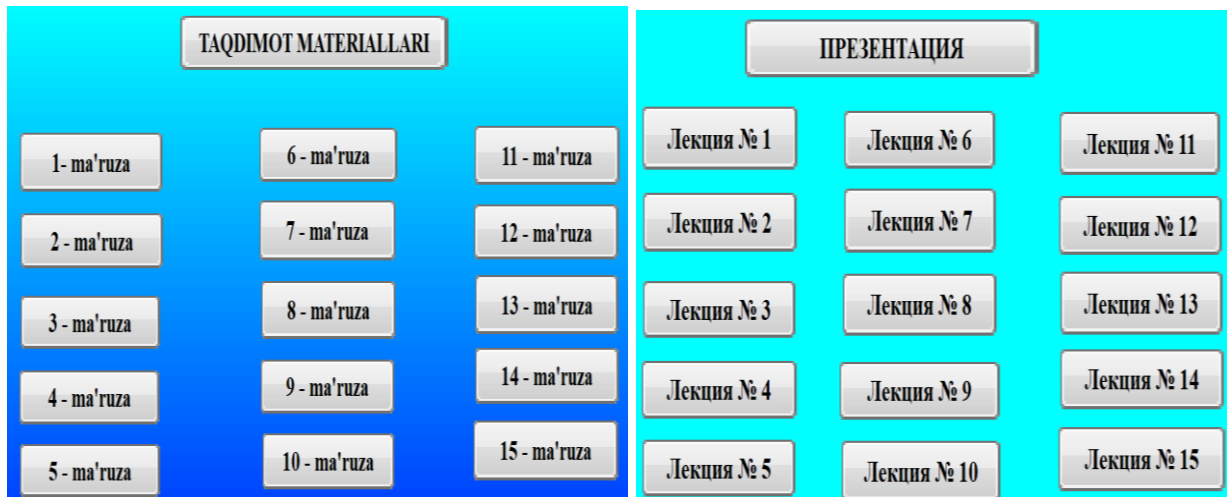 TAQDIMOT MATERIALLARI
1- ma'ruza
2 - ma'ruza
3 - ma'ruza
4 - ma'ruza
5 - ma'ruza
6 - ma'ruza
7 - ma'ruza
8 - ma'ruza
9 - ma'ruza
10 - ma'ruza
11 - ma'ruza
12 - ma'ruza
13 - ma'ruza
14 - ma'ruza
15 - ma'ruza
ПРЕЗЕНТАЦИЯ
Лекция № 1
Лекция № 2
Лекция № 3
Лекция № 4
Лекция № 5
Лекция № 6
Лекция № 7
Лекция № 8
Лекция № 9
Лекция № 10
Лекция № 11
Лекция № 12
Лекция № 13
Лекция № 14
Лекция № 15